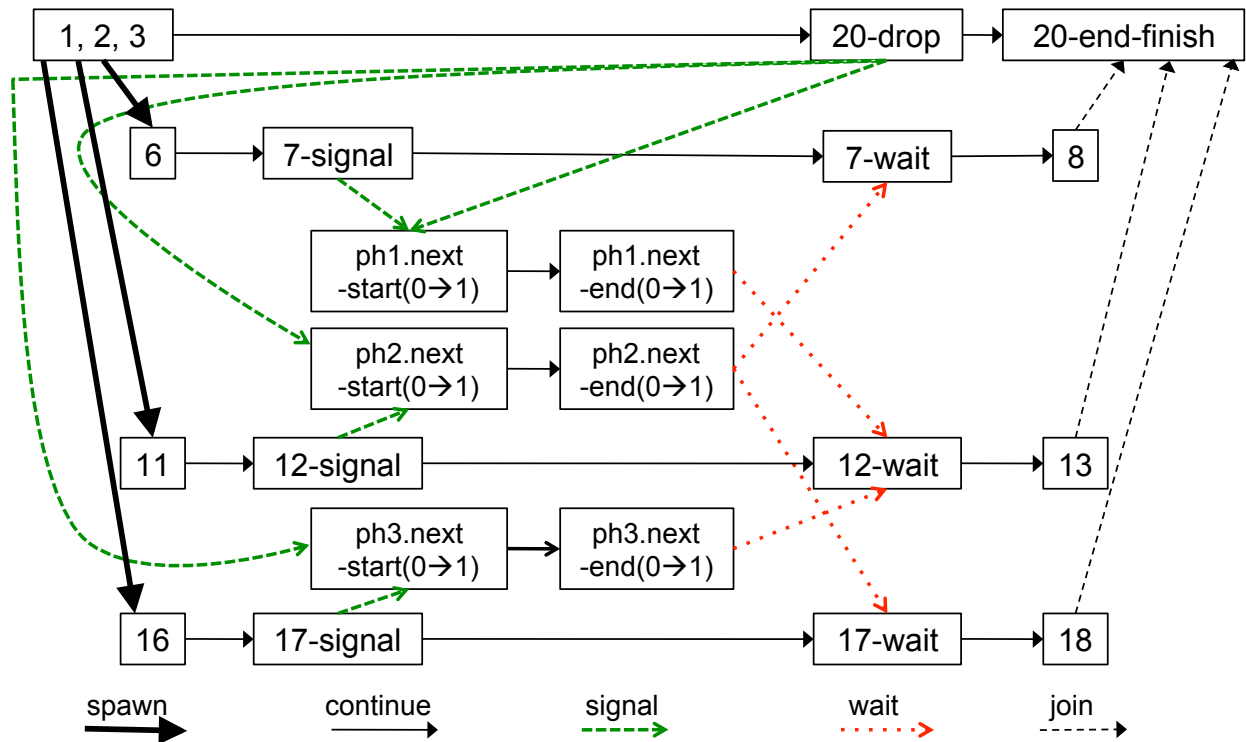 1, 2, 3
20-drop
20-end-finish
6
7-signal
7-wait
8
ph1.next
-start(0→1)
ph1.next
-end(0→1)
ph2.next
-start(0→1)
ph2.next
-end(0→1)
11
12-signal
12-wait
13
ph3.next
-start(0→1)
ph3.next
-end(0→1)
16
17-signal
17-wait
18
spawn
continue
signal
wait
join